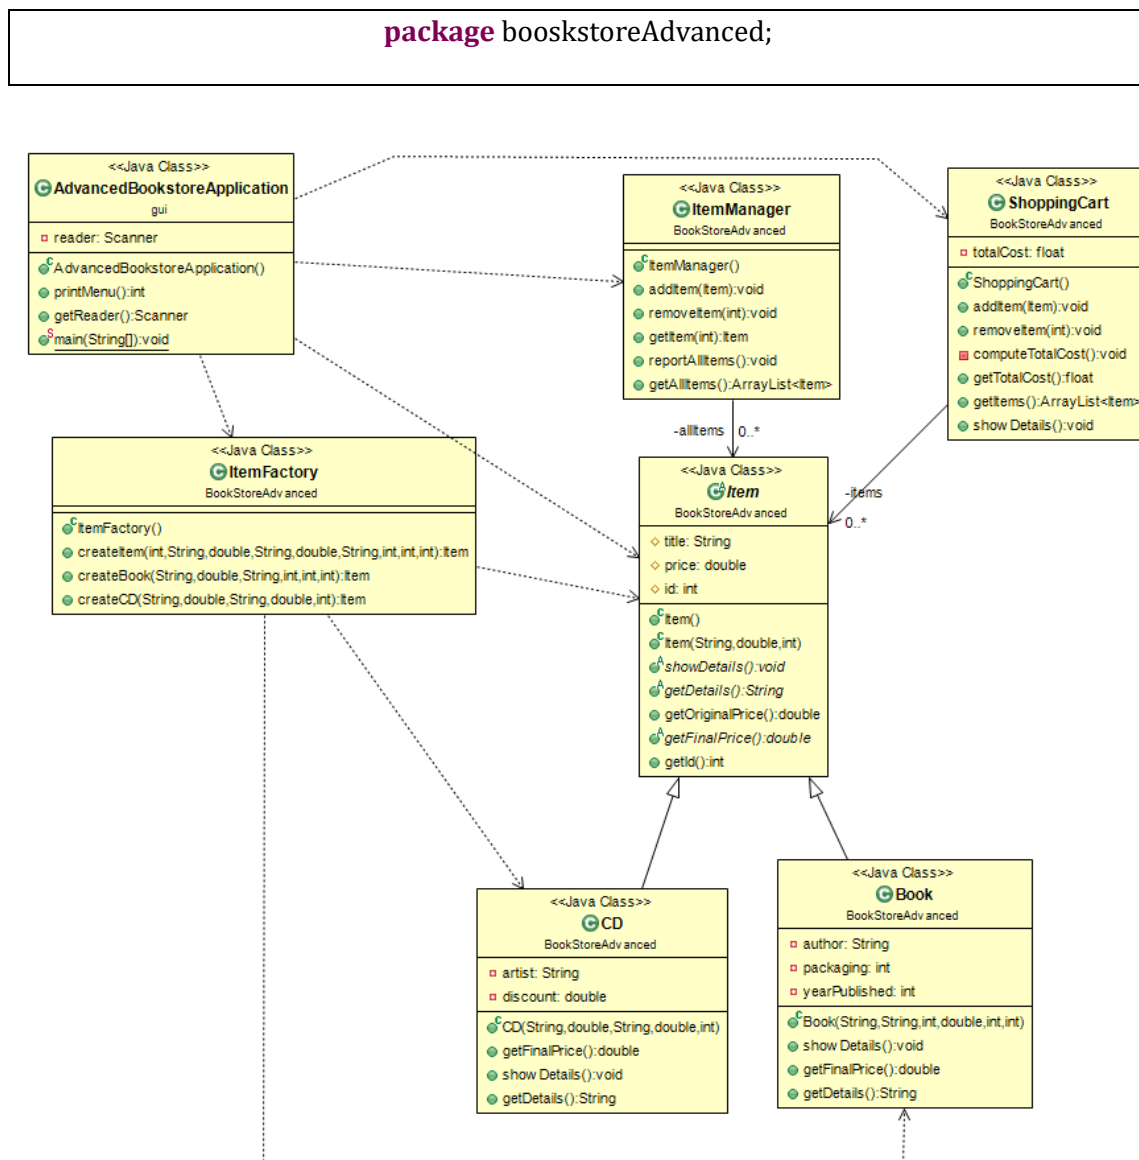 package booskstoreAdvanced;
<<Java Class>>
AdvancedBookstoreApplication
gui
reader: Scanner
AdvancedBookstoreApplication()
printMenu():int
getReader():Scanner
main(String[]):void
<<Java Class>>
ItemManager
BookStoreAdvanced
ItemManager()
addItem(Item):void
removeItem(int):void
getItem(int):Item
reportAllItems():void
getAllItems():ArrayList<Item>
<<Java Class>>
ShoppingCart
BookStoreAdvanced
totalCost: float
ShoppingCart()
addItem(Item):void
removeItem(int):void
computeTotalCost():void
getTotalCost():float
getItems():ArrayList<Item>
showDetails():void
-allItems 0..*
-items
0..*
<<Java Class>>
ItemFactory
BookStoreAdvanced
ItemFactory()
createItem(int,String,double,String,double,String,int,int,int):Item
createBook(String,double,String,int,int,int):Item
createCD(String,double,String,double,int):Item
<<Java Class>>
Item
BookStoreAdvanced
title: String
price: double
id: int
Item()
Item(String,double,int)
showDetails():void
getDetails():String
getOriginalPrice():double
getFinalPrice():double
getId():int
<<Java Class>>
CD
BookStoreAdvanced
artist: String
discount: double
CD(String,double,String,double,int)
getFinalPrice():double
showDetails():void
getDetails():String
<<Java Class>>
Book
BookStoreAdvanced
author: String
packaging: int
yearPublished: int
Book(String,String,int,double,int,int)
showDetails():void
getFinalPrice():double
getDetails():String